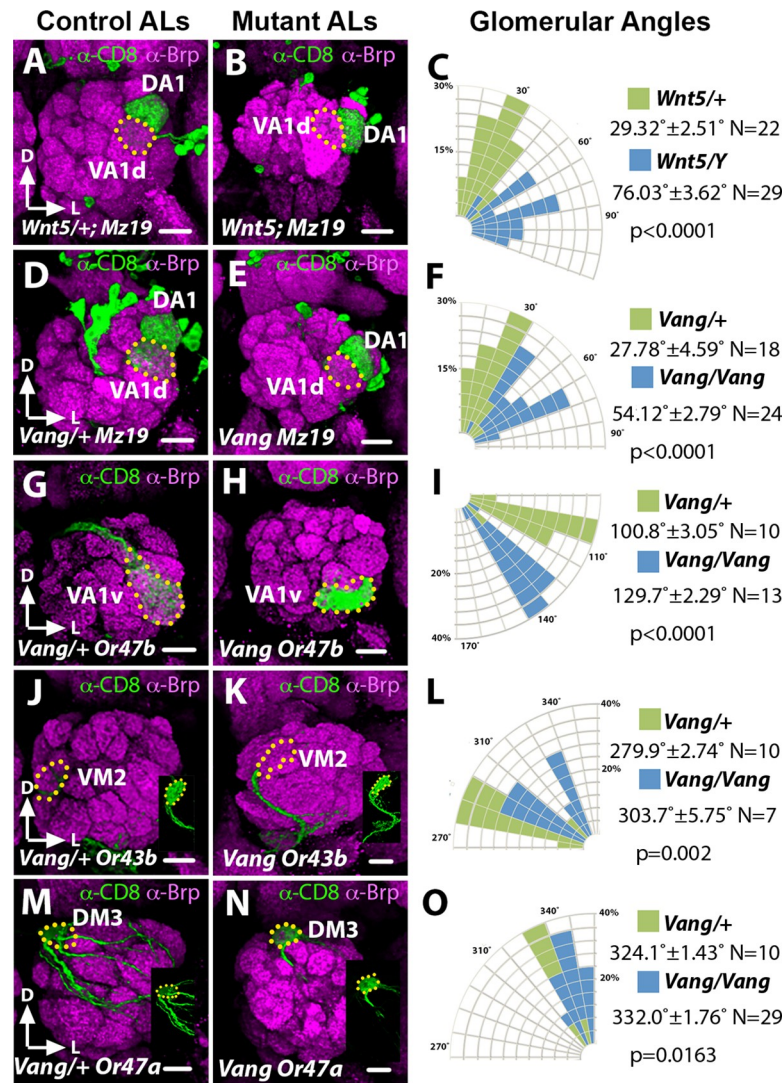 Control ALs Mutant ALs Glomerular Angles
A α-CD8 α-Brp
DA1
VA1d
D
L
Wnt5/+; Mz19
B α-CD8 α-Brp
VA1d
DA1
Wnt5; Mz19
C
30%
15%
30°
60°
90°
Wnt5/+
29.32°±2.51° N=22
Wnt5/Y
76.03°±3.62° N=29
p<0.0001
D α-CD8 α-Brp
DA1
VA1d
D
L
Vang/+ Mz19
E α-CD8 α-Brp
DA1
VA1d
Vang Mz19
F
30%
15%
30°
60°
90°
Vang/+
27.78°±4.59° N=18
Vang/Vang
54.12°±2.79° N=24
p<0.0001
G α-CD8 α-Brp
VA1v
D
L
Vang/+ Or47b
H α-CD8 α-Brp
VA1v
Vang Or47b
I
110°
20%
40%
140°
170°
Vang/+
100.8°±3.05° N=10
Vang/Vang
129.7°±2.29° N=13
p<0.0001
J α-CD8 α-Brp
VM2
D
L
Vang/+ Or43b
K α-CD8 α-Brp
VM2
Vang Or43b
L
340°
40%
310°
20%
270°
Vang/+
279.9°±2.74° N=10
Vang/Vang
303.7°±5.75° N=7
p=0.002
M α-CD8 α-Brp
DM3
D
L
Vang/+ Or47a
N α-CD8 α-Brp
DM3
Vang Or47a
O
340°
40%
310°
20%
270°
Vang/+
324.1°±1.43° N=10
Vang/Vang
332.0°±1.76° N=29
p=0.0163